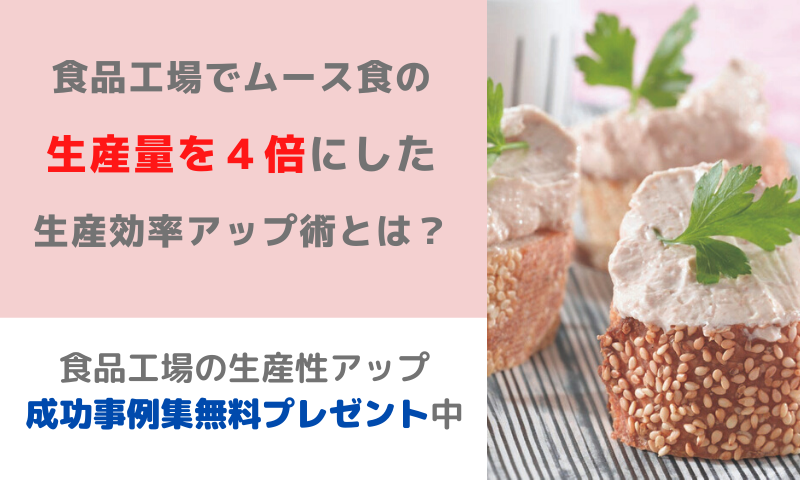 食品工場でムース食の
生産量を４倍にした
生産効率アップ術とは？
食品工場の生産性アップ
成功事例集無料プレゼント中